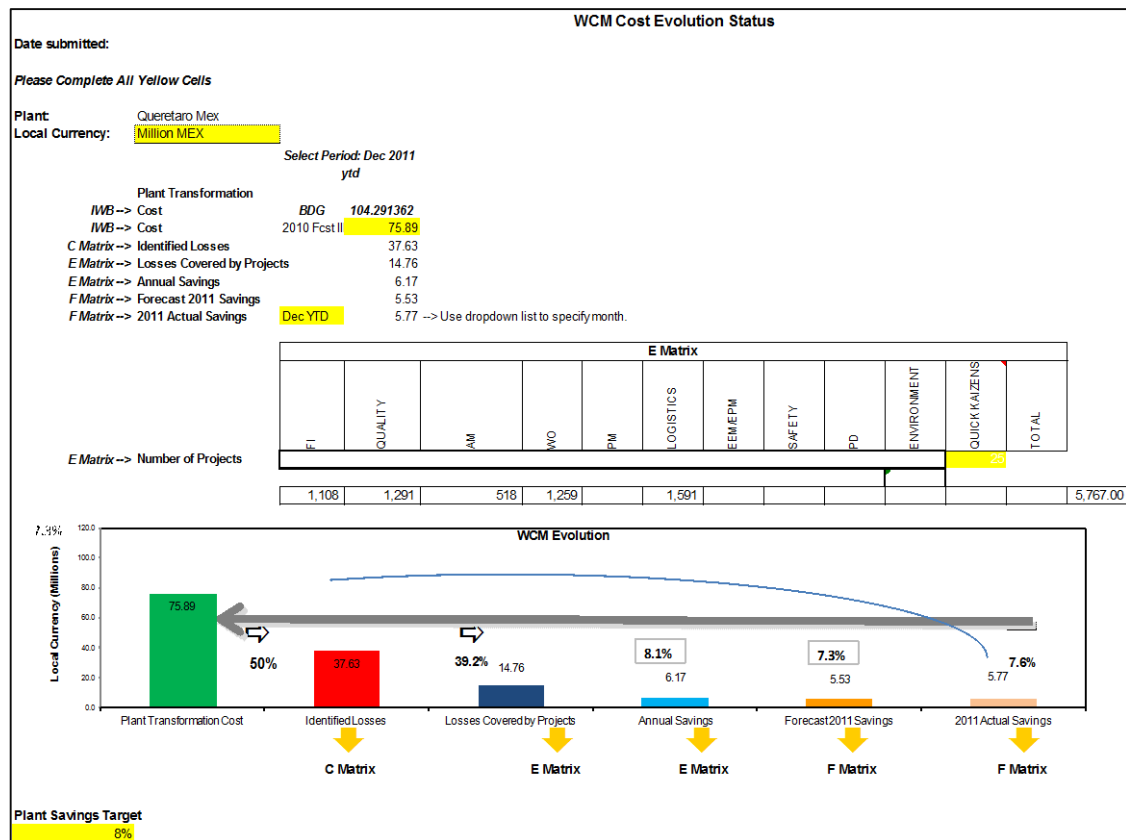 WCM Cost Evolution Status
Date submitted:
Please Complete All Yellow Cells
Plant: Queretaro Mex
Local Currency: Million MEX
Select Period: Dec 2011
ytd
Plant Transformation
IWB --> Cost BDG 104.291362
IWB --> Cost 2010 Fcst II 75.89
C Matrix --> Identified Losses 37.63
E Matrix --> Losses Covered by Projects 14.76
E Matrix --> Annual Savings 6.17
F Matrix --> Forecast 2011 Savings 5.53
F Matrix --> 2011 Actual Savings Dec YTD 5.77 --> Use dropdown list to specify month.
E Matrix
FI QUALITY AM WO PM LOGISTICS EEM/EPM SAFETY PD ENVIRONMENT QUICK KAIZENS TOTAL
E Matrix --> Number of Projects
1,108 1,291 518 1,259 1,591 5,767.00
WCM Evolution
Local Currency (Millions)
120.0
100.0
80.0
60.0
40.0
20.0
0.0
75.89 37.63 14.76 6.17 5.53 5.77
50% 39.2% 8.1% 7.3% 7.6%
Plant Transformation Cost Identified Losses Losses Covered by Projects Annual Savings Forecast 2011 Savings 2011 Actual Savings
C Matrix E Matrix E Matrix F Matrix F Matrix
Plant Savings Target
8%